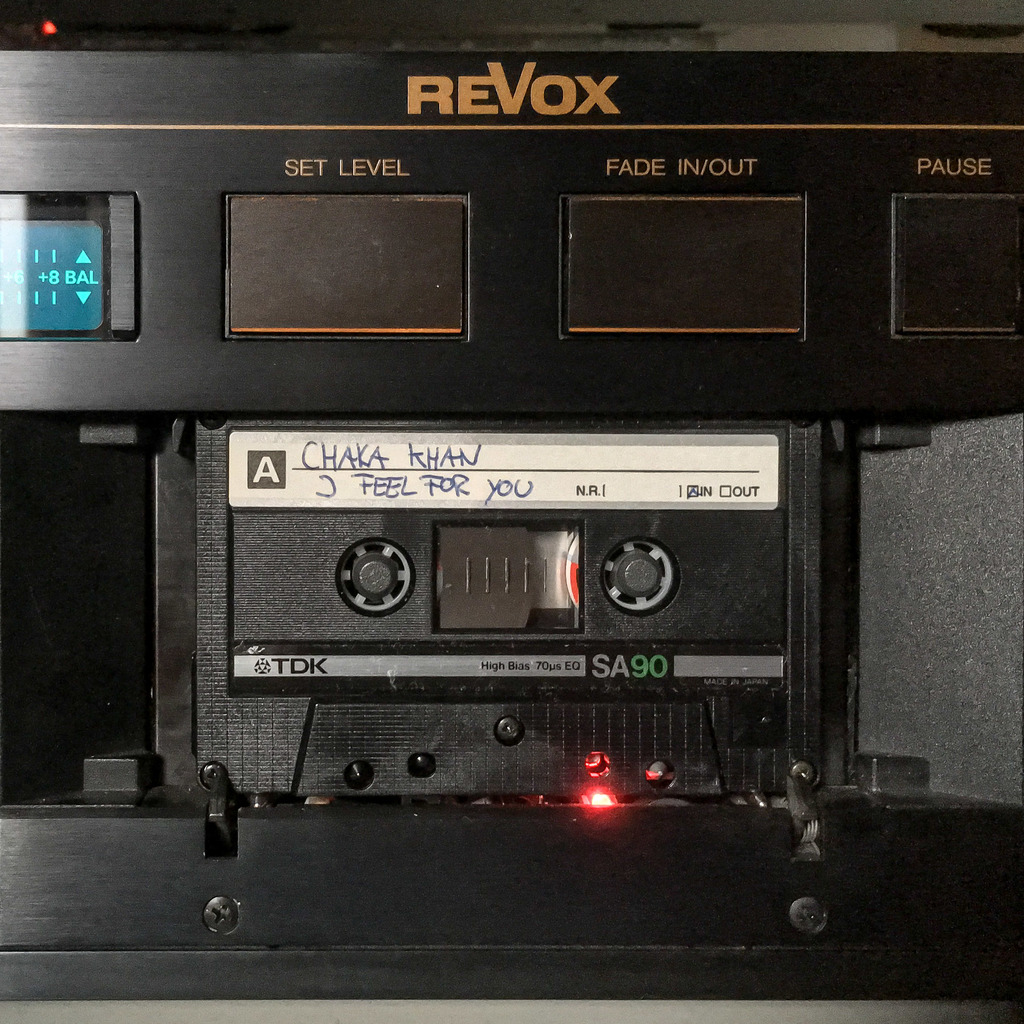 REVOX
SET LEVEL
FADE IN/OUT
PAUSE
+6 +8 BAL
A
CHAKA KHAN
I FEEL FOR YOU
N.R.[ ] IN OUT
TDK
High Bias 70µs EQ
SA90
MADE IN JAPAN